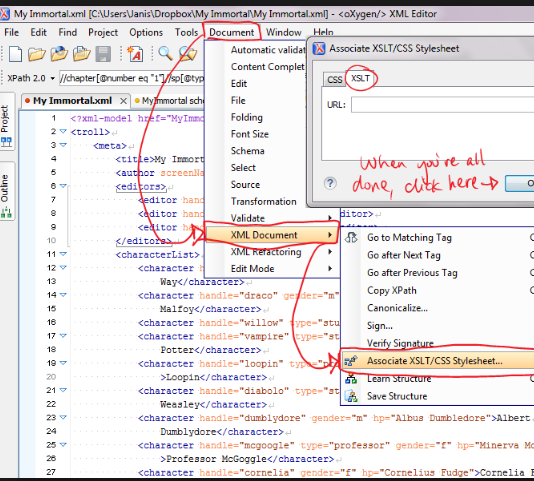 My Immortal.xml [C:\Users\Janis\Dropbox\My Immortal\My Immortal.xml] - <oXygen/> XML Editor
File Edit Find Project Options Tools Document Window Help
XPath 2.0 //chapter[@number eq "1"]//sp[@typ
My Immortal.xml
MyImmortal sche
Project
Outline
1 <?xml-model href="MyImmo
2 <troll>
3 <meta>
4 <title>My Immort
5 <author screenNa
6 <editors>
7 <editor hand
8 <editor hand
9 <editor hand
10 </editors>
11 <characterList>
12 <character h
13 Way</character>
14 <character handle="draco" gender="m"
15 Malfoy</character>
16 <character handle="willow" type="stu
17 <character handle="vampire" type="st
18 Potter</character>
19 <character handle="loopin" type="p
20 >Loopin</character>
21 <character handle="diabolo" type="st
22 Weasley</character>
23 <character handle="dumblydore" gender="m" hp="Albus Dumbledore">Albert
24 Dumblydore</character>
25 <character handle="mcgoogle" type="professor" gender="f" hp="Minerva Mc
26 >Professor McGoggle</character>
27 <character handle="cornelia" gender="f" hp="Cornelius Fudge">Cornelia F
Automatic validat
Content Complet
Edit
File
Folding
Font Size
Schema
Select
Source
Transformation
Validate
XML Document
XML Refactoring
Edit Mode
ditor>
Associate XSLT/CSS Stylesheet
CSS XSLT
URL:
When you're all
done, click here
O
Go to Matching Tag
Go after Next Tag
Go after Previous Tag
Copy XPath
Canonicalize...
Sign...
Verify Signature
Associate XSLT/CSS Stylesheet...
Learn Structure
Save Structure